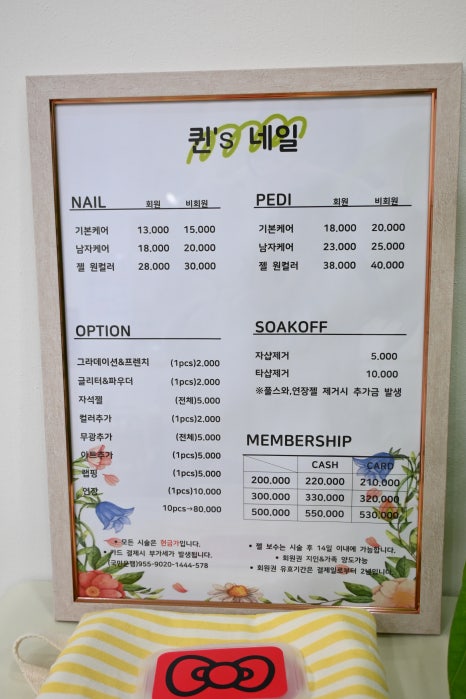 퀸's 네일
NAIL 회원 비회원
기본케어 13,000 15,000
남자케어 18,000 20,000
젤 원컬러 28,000 30,000
PEDI 회원 비회원
기본케어 18,000 20,000
남자케어 23,000 25,000
젤 원컬러 38,000 40,000
OPTION
그라데이션&프렌치 (1pcs)2,000
글리터&파우더 (1pcs)2,000
자석젤 (전체)5,000
컬러추가 (1pcs)2,000
무광추가 (전체)5,000
아트추가 (1pcs)5,000
랩핑 (1pcs)5,000
연장 (1pcs)10,000
10pcs→80,000
SOAKOFF
자샵제거 5,000
타샵제거 10,000
※풀스와,연장젤 제거시 추가금 발생
MEMBERSHIP
CASH CARD
200,000 220,000 210,000
300,000 330,000 320,000
500,000 550,000 530,000
• 모든 시술은 현금가입니다.
• 카드 결제시 부가세가 발생됩니다.
(국민은행)955-9020-1444-578
• 젤 보수는 시술 후 14일 이내에 가능합니다.
• 회원권 지인&가족 양도가능
• 회원권 유효기간은 결제일로부터 2년입니다.